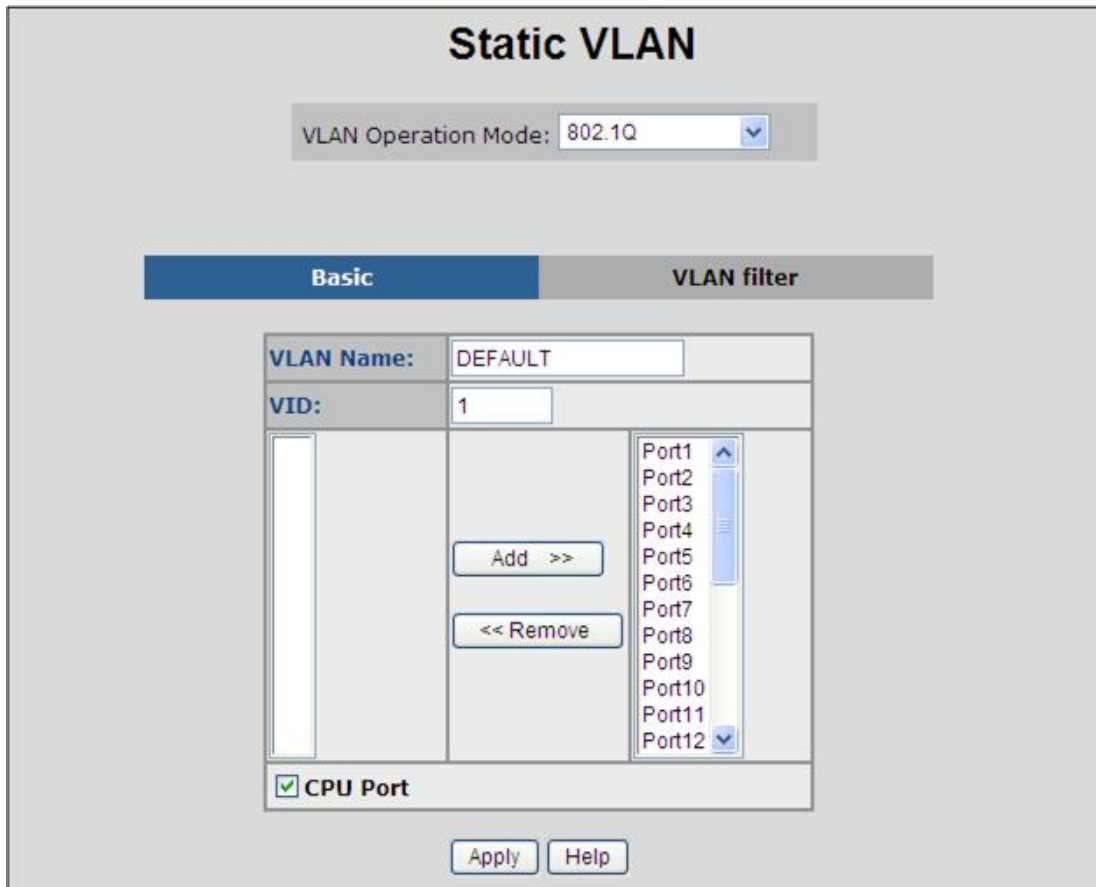 Static VLAN
VLAN Operation Mode: 802.1Q
Basic VLAN filter
VLAN Name: DEFAULT
VID: 1
Port1
Port2
Port3
Port4
Port5
Port6
Port7
Port8
Port9
Port10
Port11
Port12
Add >>
<< Remove
CPU Port
Apply Help